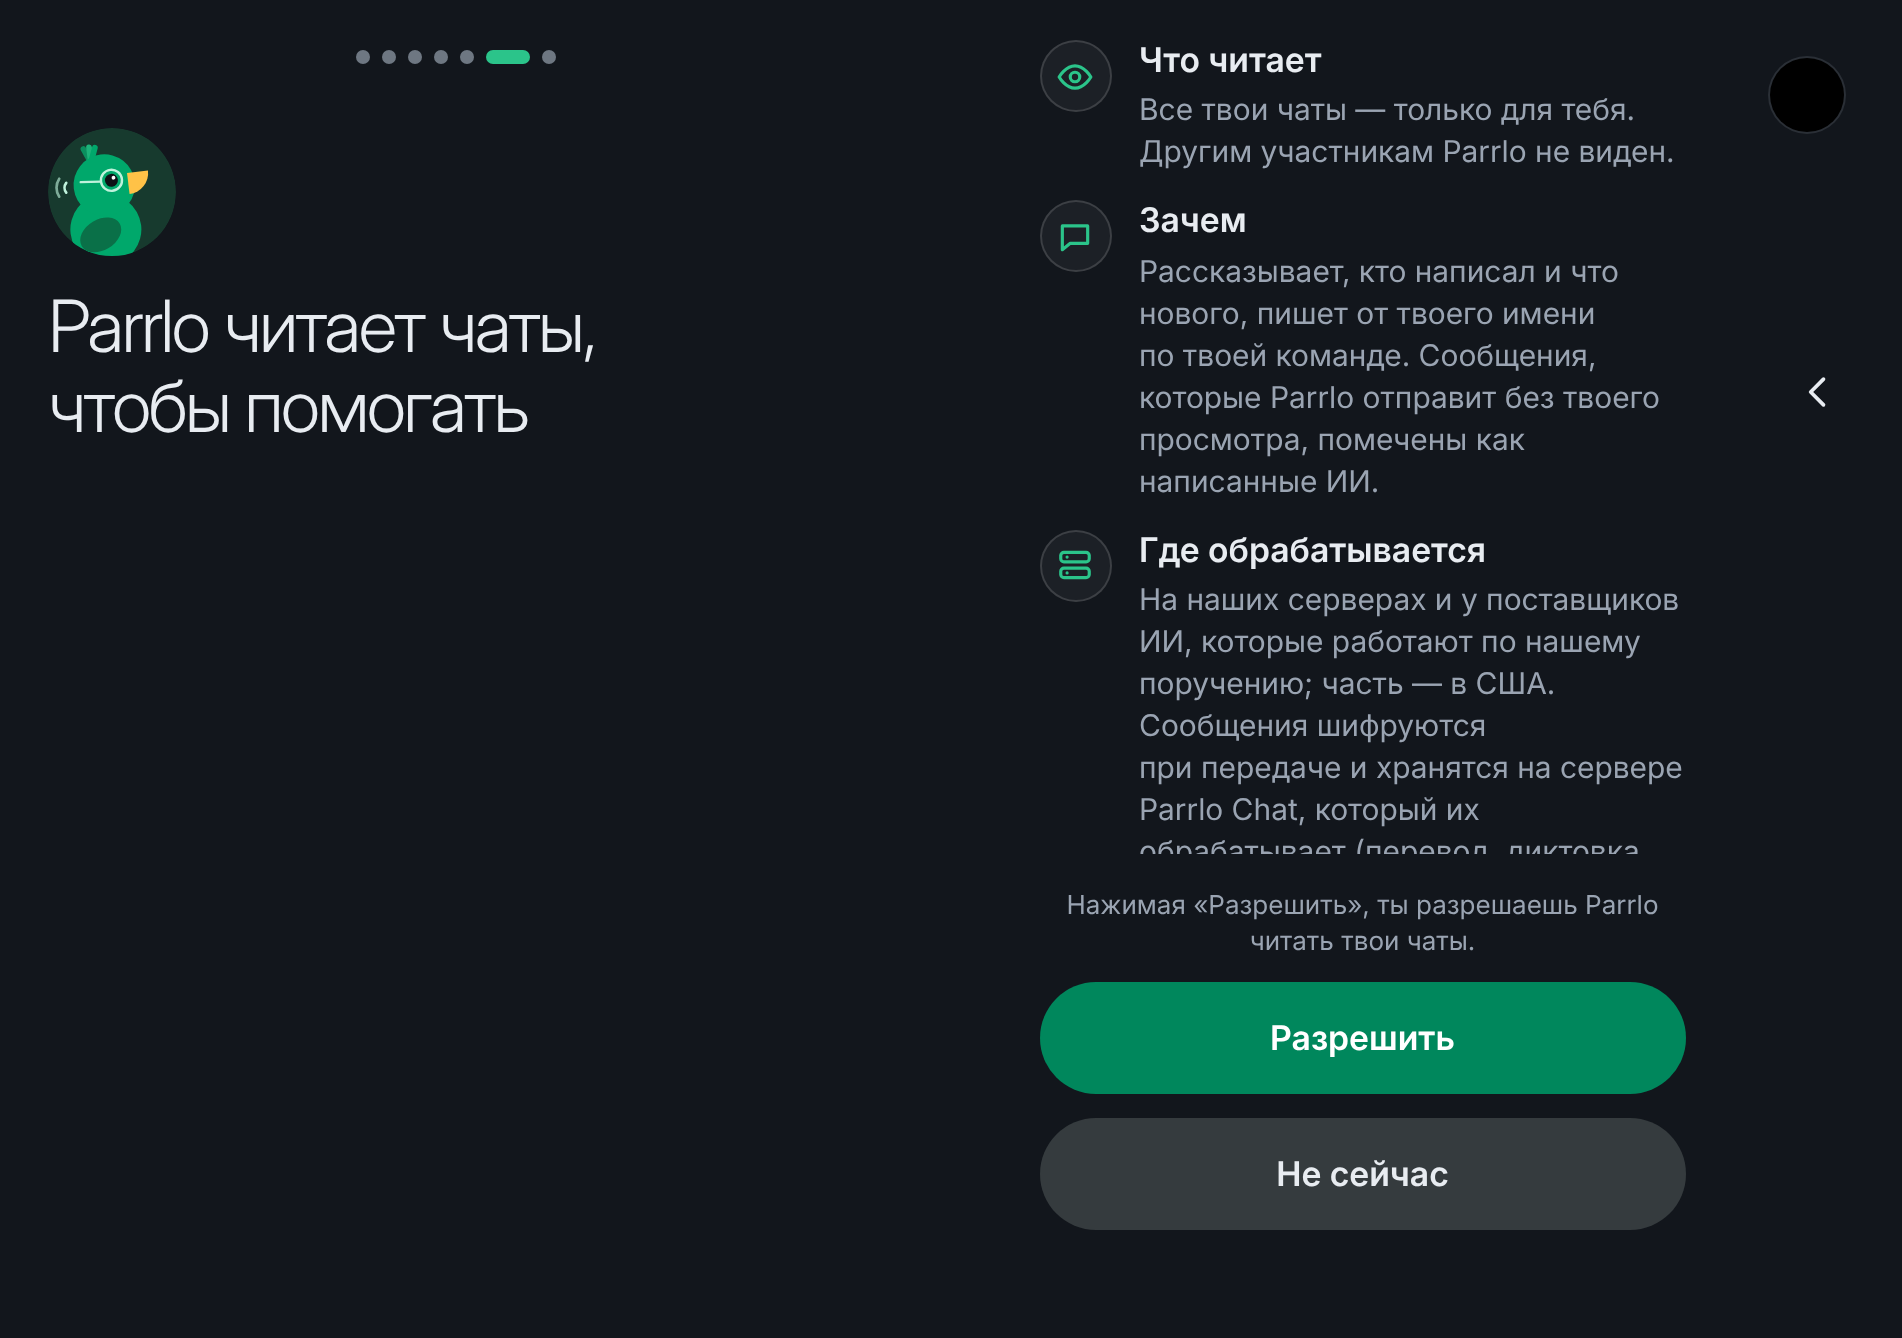 Parrlo читает чаты,
чтобы помогать
Что читает
Все твои чаты — только для тебя.
Другим участникам Parrlo не виден.
Зачем
Рассказывает, кто написал и что
нового, пишет от твоего имени
по твоей команде. Сообщения,
которые Parrlo отправит без твоего
просмотра, помечены как
написанные ИИ.
Где обрабатывается
На наших серверах и у поставщиков
ИИ, которые работают по нашему
поручению; часть — в США.
Сообщения шифруются
при передаче и хранятся на сервере
Parrlo Chat, который их
обрабатывает (перевод, диктовка
Нажимая «Разрешить», ты разрешаешь Parrlo
читать твои чаты.
Разрешить
Не сейчас